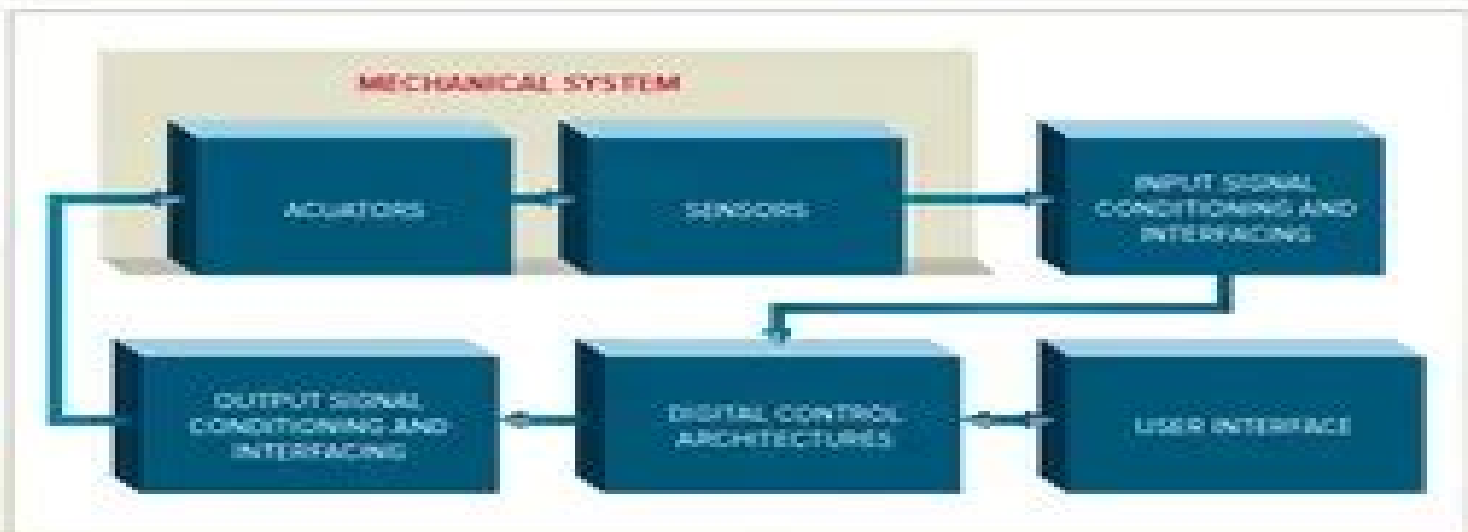 MECHANICAL SYSTEM
ACUATORS
SENSORS
INPUT SIGNAL
CONDITIONING AND
INTERFACING
OUTPUT SIGNAL
CONDITIONING AND
INTERFACING
DIGITAL CONTROL
ARCHITECTURES
USER INTERFACE